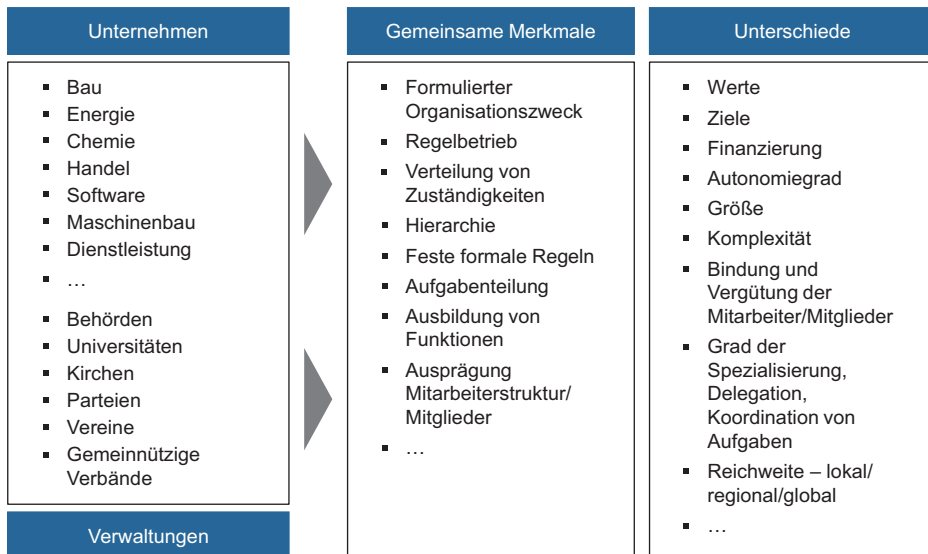 Unternehmen
▪ Bau
▪ Energie
▪ Chemie
▪ Handel
▪ Software
▪ Maschinenbau
▪ Dienstleistung
▪ …
▪ Behörden
▪ Universitäten
▪ Kirchen
▪ Parteien
▪ Vereine
▪ Gemeinnützige
Verbände
Verwaltungen
Gemeinsame Merkmale
▪ Formulierter
Organisationszweck
▪ Regelbetrieb
▪ Verteilung von
Zuständigkeiten
▪ Hierarchie
▪ Feste formale Regeln
▪ Aufgabenteilung
▪ Ausbildung von
Funktionen
▪ Ausprägung
Mitarbeiterstruktur/
Mitglieder
▪ …
Unterschiede
▪ Werte
▪ Ziele
▪ Finanzierung
▪ Autonomiegrad
▪ Größe
▪ Komplexität
▪ Bindung und
Vergütung der
Mitarbeiter/Mitglieder
▪ Grad der
Spezialisierung,
Delegation,
Koordination von
Aufgaben
▪ Reichweite – lokal/
regional/global
▪ …